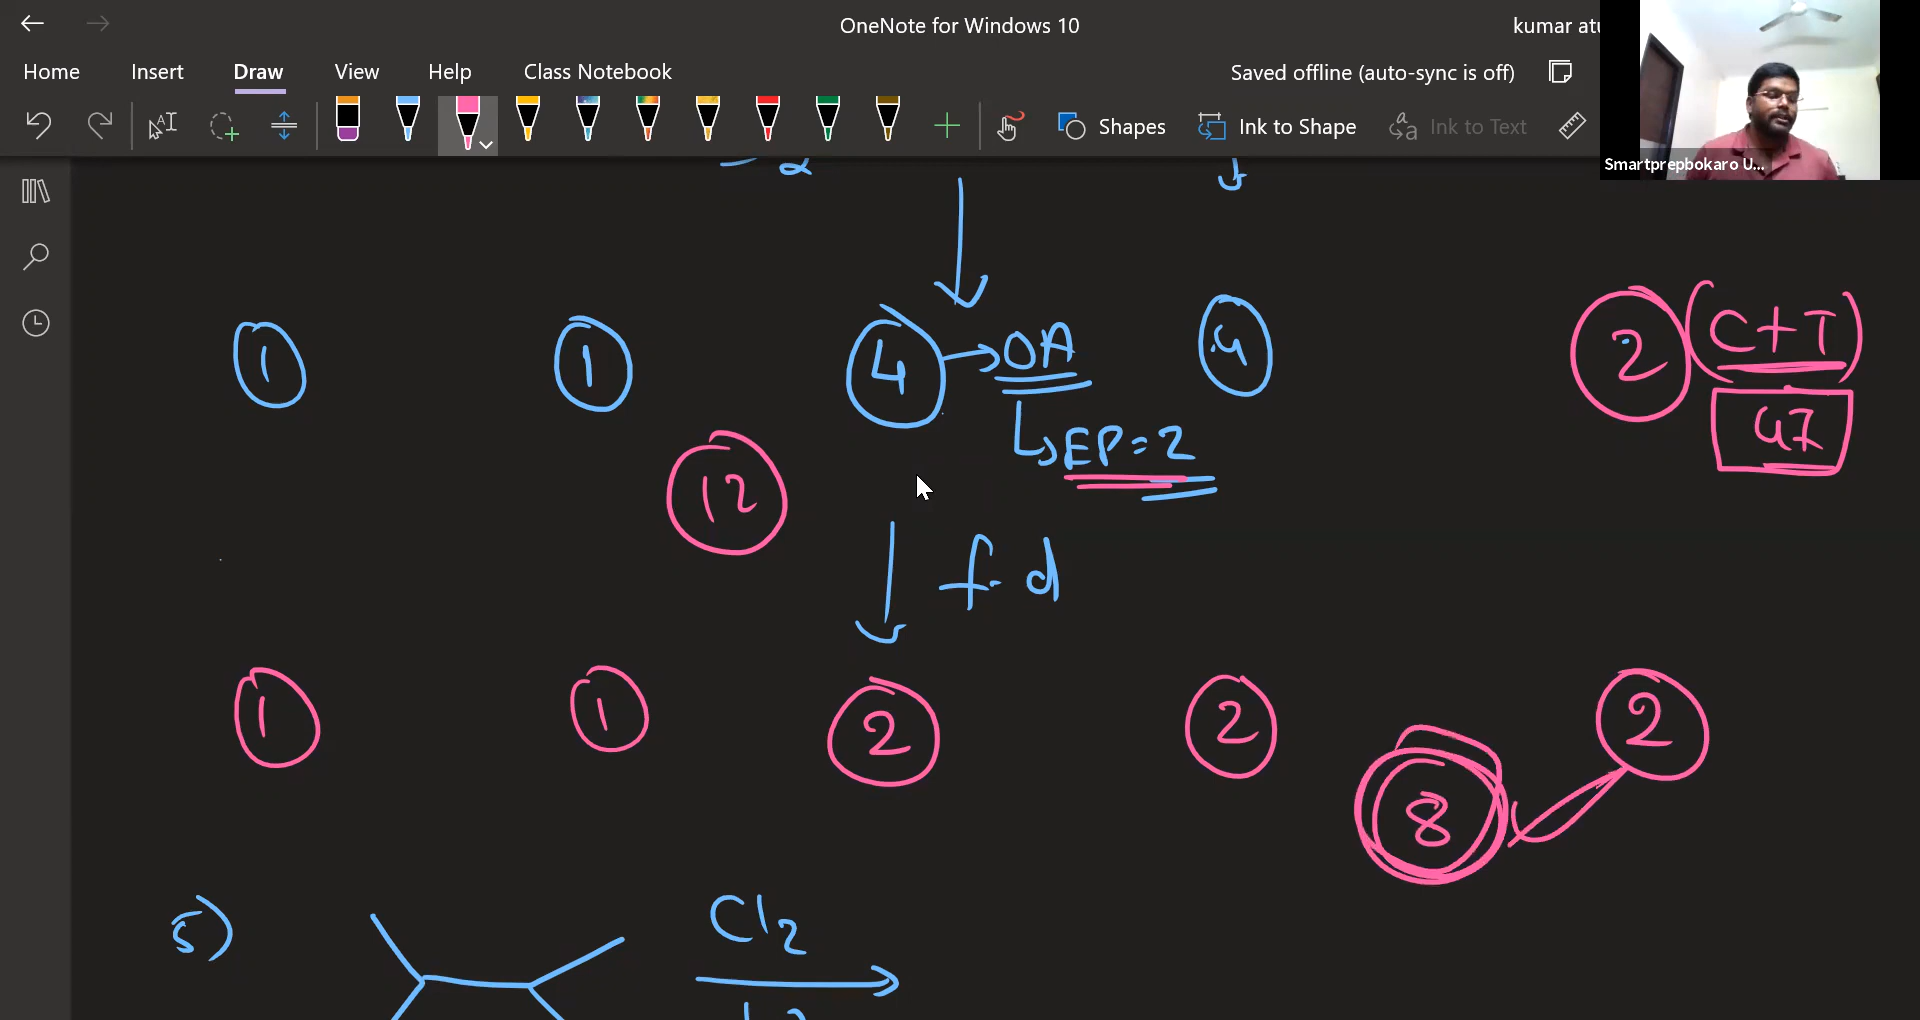 OneNote for Windows 10
kumar atu
Home Insert Draw View Help Class Notebook
Saved offline (auto-sync is off)
Shapes Ink to Shape Ink to Text
Smartprepbokaro U...
2
1 1 4 OA 4 2 (C+T)
EP=2
47
12
f. d
1 1 2 2 2
8
5) Cl2